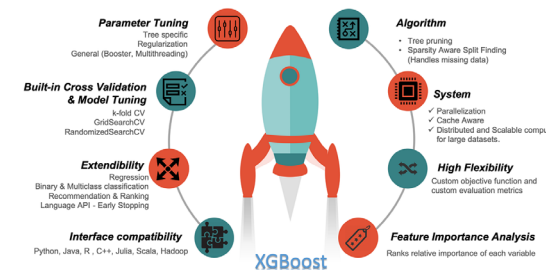 Parameter Tuning
Tree specific
Regularization
General (Booster, Multithreading)
Built-in Cross Validation
& Model Tuning
k-fold CV
GridSearchCV
RandomizedSearchCV
Extendibility
Regression
Binary & Multiclass classification
Recommendation & Ranking
Language API - Early Stopping
Interface compatibility
Python, Java, R , C++, Julia, Scala, Hadoop
Algorithm
• Tree pruning
• Sparsity Aware Split Finding
(Handles missing data)
System
✓ Parallelization
✓ Cache Aware
✓ Distributed and Scalable compu
for large datasets.
High Flexibility
Custom objective function and
custom evaluation metrics
Feature Importance Analysis
Ranks relative importance of each variable
XGBoost